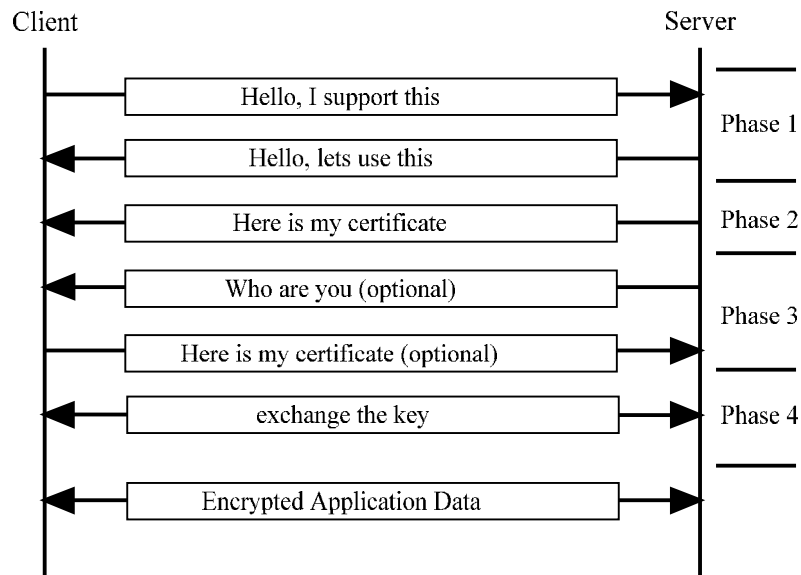 Client
Server
Hello, I support this
Phase 1
Hello, lets use this
Here is my certificate
Phase 2
Who are you (optional)
Phase 3
Here is my certificate (optional)
exchange the key
Phase 4
Encrypted Application Data